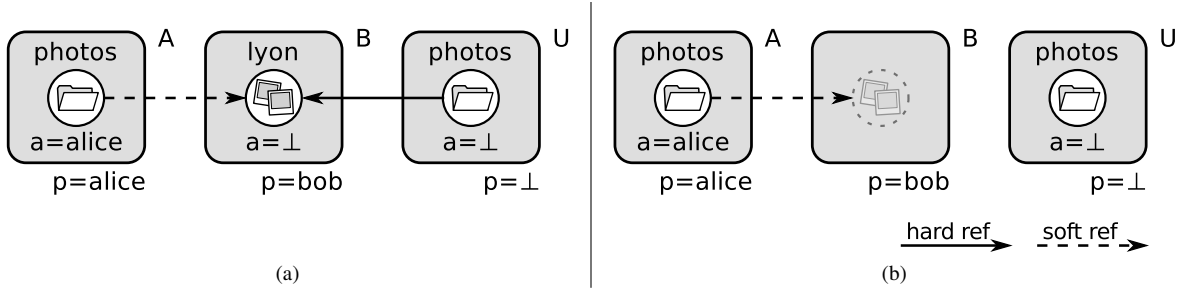 photos A lyon B photos U
a=alice a=⊥ a=⊥
p=alice p=bob p=⊥
(a)
photos A B photos U
a=alice a=⊥
p=alice p=bob p=⊥
hard ref soft ref
(b)